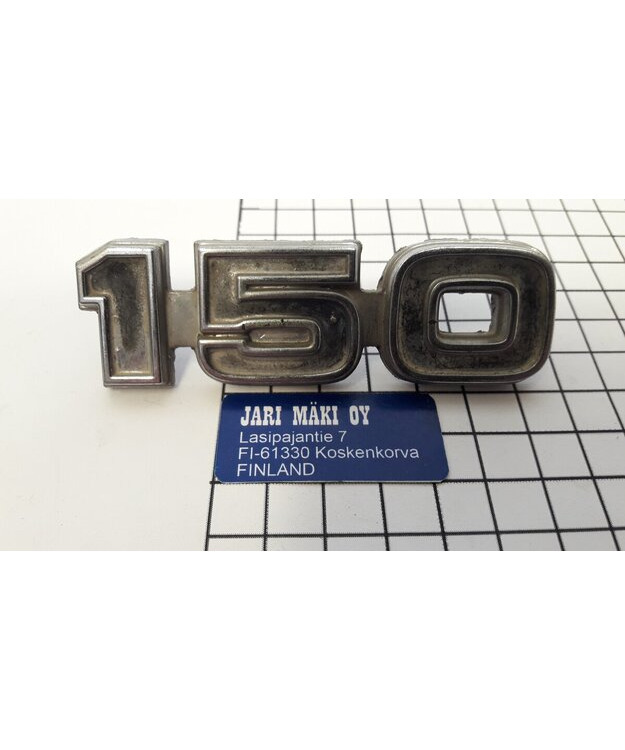 150
JARI MÄKI OY
Lasipajantie 7
FI-61330 Koskenkorva
FINLAND